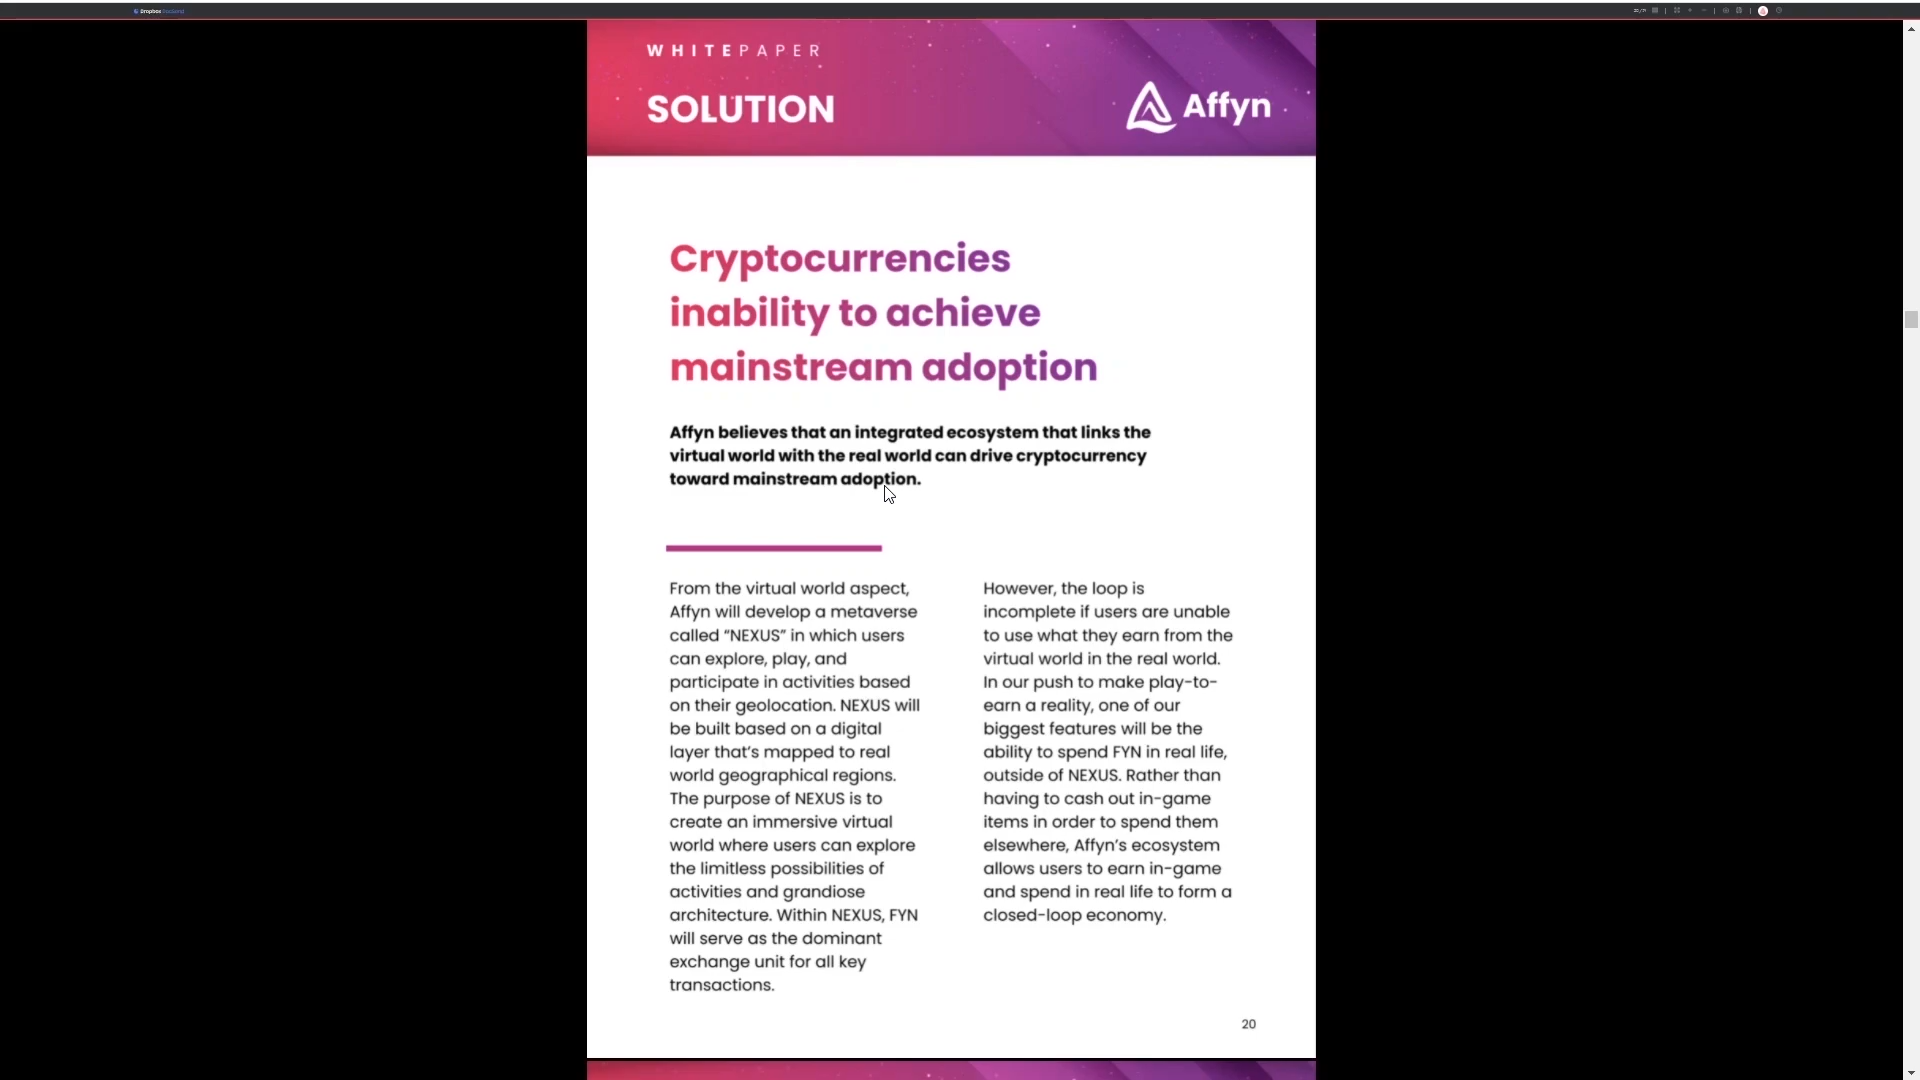 Dropbox DocSend
WHITEPAPER
SOLUTION
Affyn
Cryptocurrencies
inability to achieve
mainstream adoption
Affyn believes that an integrated ecosystem that links the
virtual world with the real world can drive cryptocurrency
toward mainstream adoption.
From the virtual world aspect,
Affyn will develop a metaverse
called “NEXUS” in which users
can explore, play, and
participate in activities based
on their geolocation. NEXUS will
be built based on a digital
layer that’s mapped to real
world geographical regions.
The purpose of NEXUS is to
create an immersive virtual
world where users can explore
the limitless possibilities of
activities and grandiose
architecture. Within NEXUS, FYN
will serve as the dominant
exchange unit for all key
transactions.
However, the loop is
incomplete if users are unable
to use what they earn from the
virtual world in the real world.
In our push to make play-to-
earn a reality, one of our
biggest features will be the
ability to spend FYN in real life,
outside of NEXUS. Rather than
having to cash out in-game
items in order to spend them
elsewhere, Affyn’s ecosystem
allows users to earn in-game
and spend in real life to form a
closed-loop economy.
20